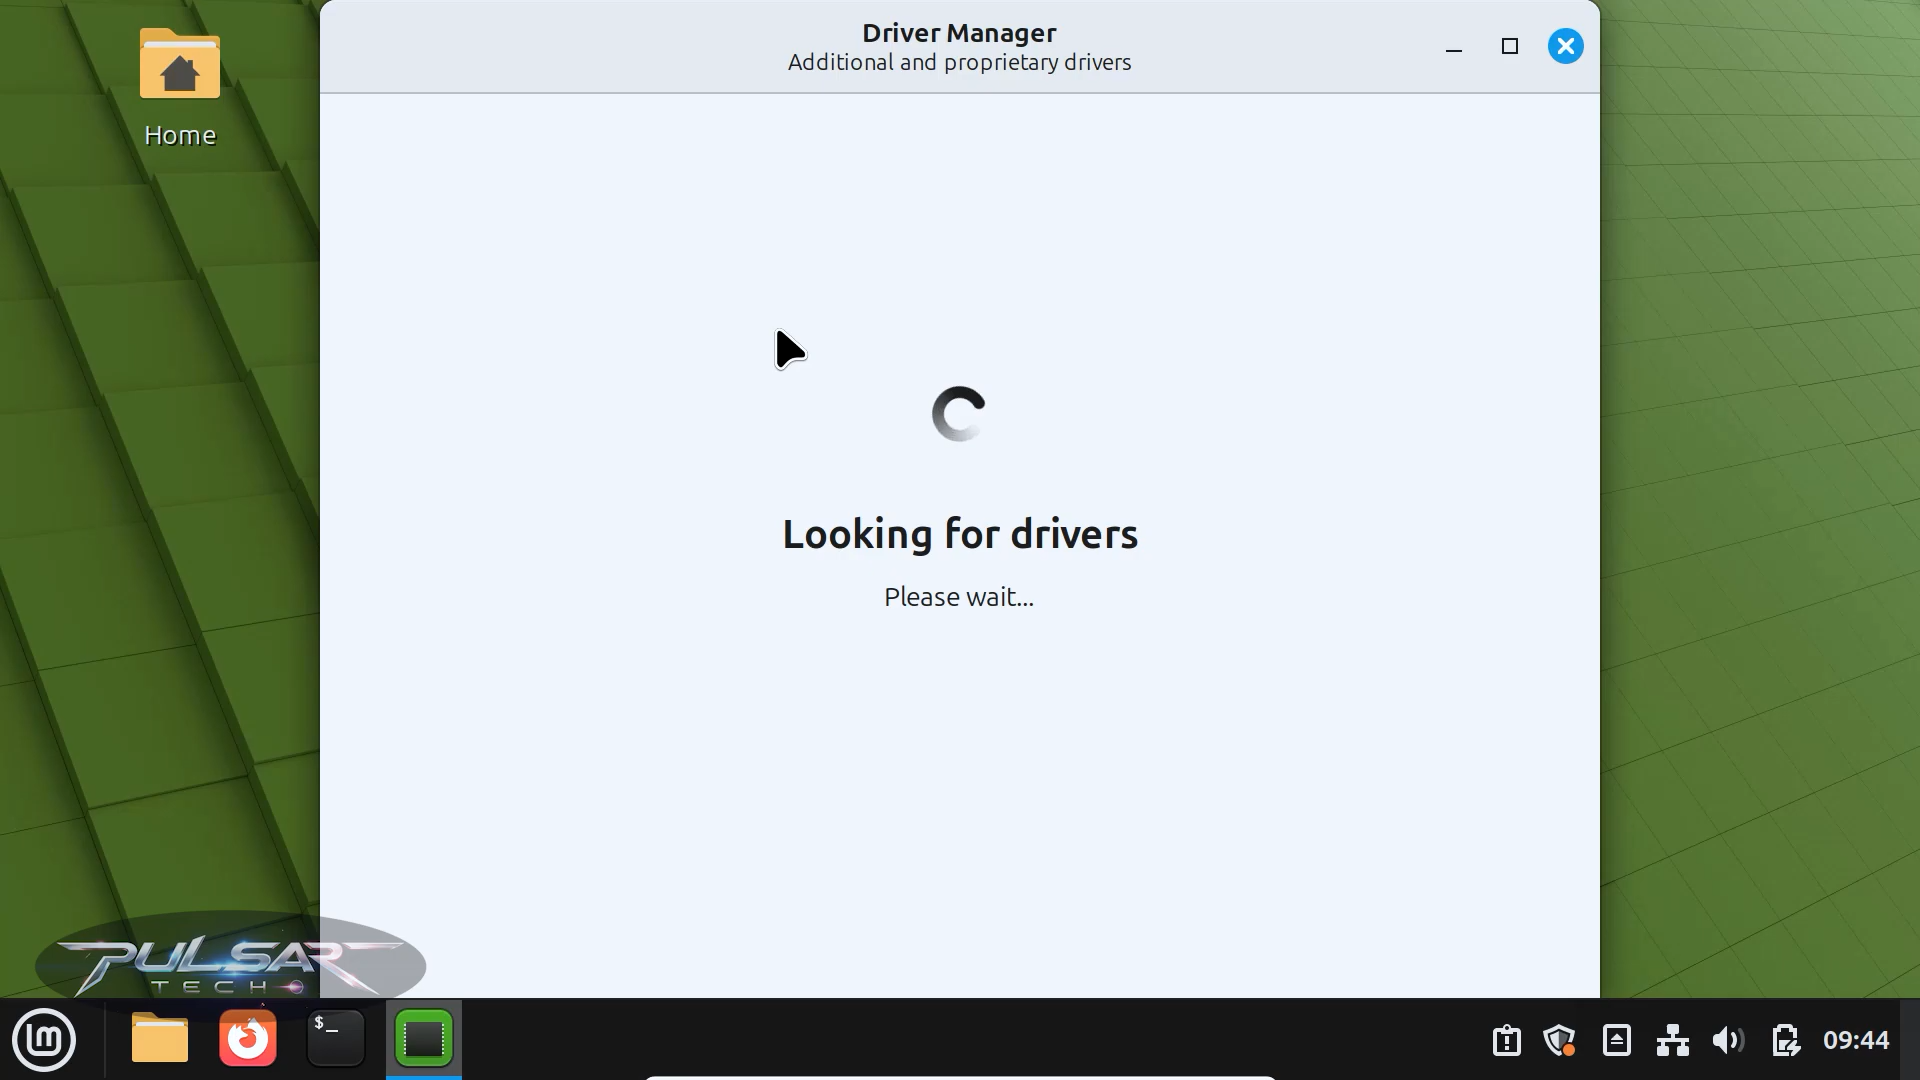 Driver Manager
Additional and proprietary drivers
Home
Looking for drivers
Please wait...
PULSAR
TECH
$_
09:44